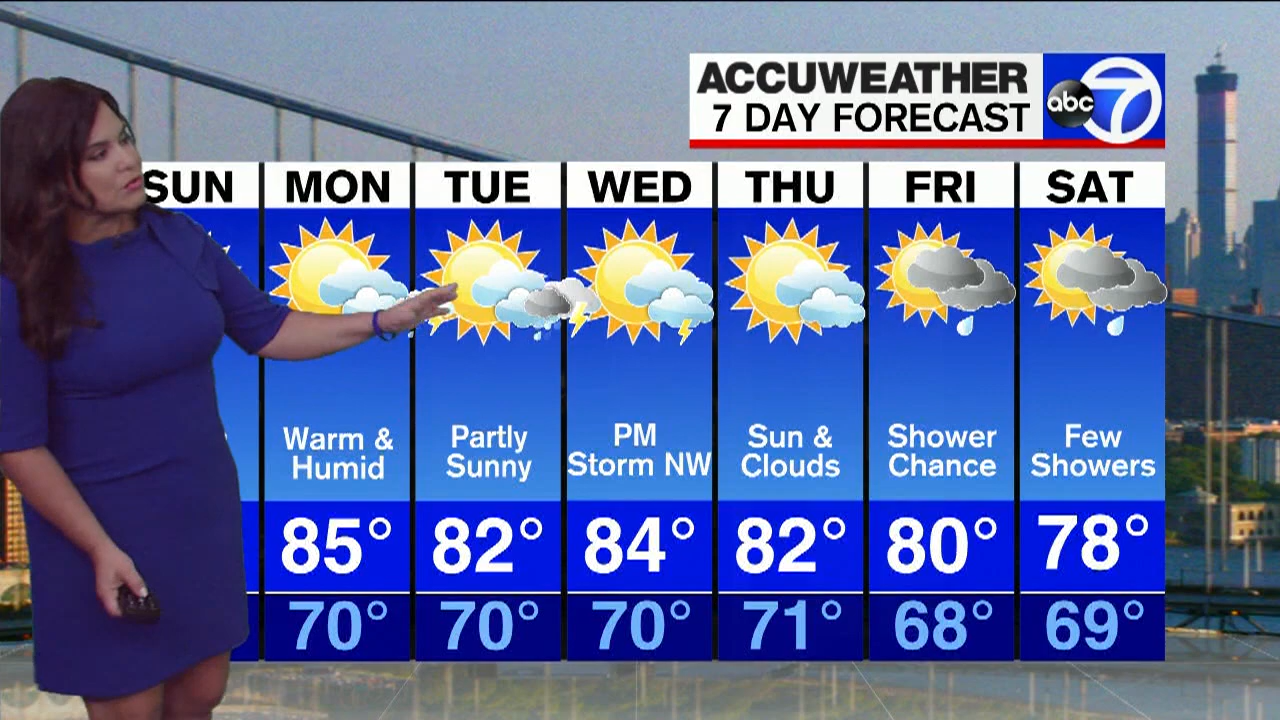 ACCUWEATHER
7 DAY FORECAST
abc 7
SUN MON TUE WED THU FRI SAT
Warm &
Humid
Partly
Sunny
PM
Storm NW
Sun &
Clouds
Shower
Chance
Few
Showers
85° 82° 84° 82° 80° 78°
70° 70° 70° 71° 68° 69°